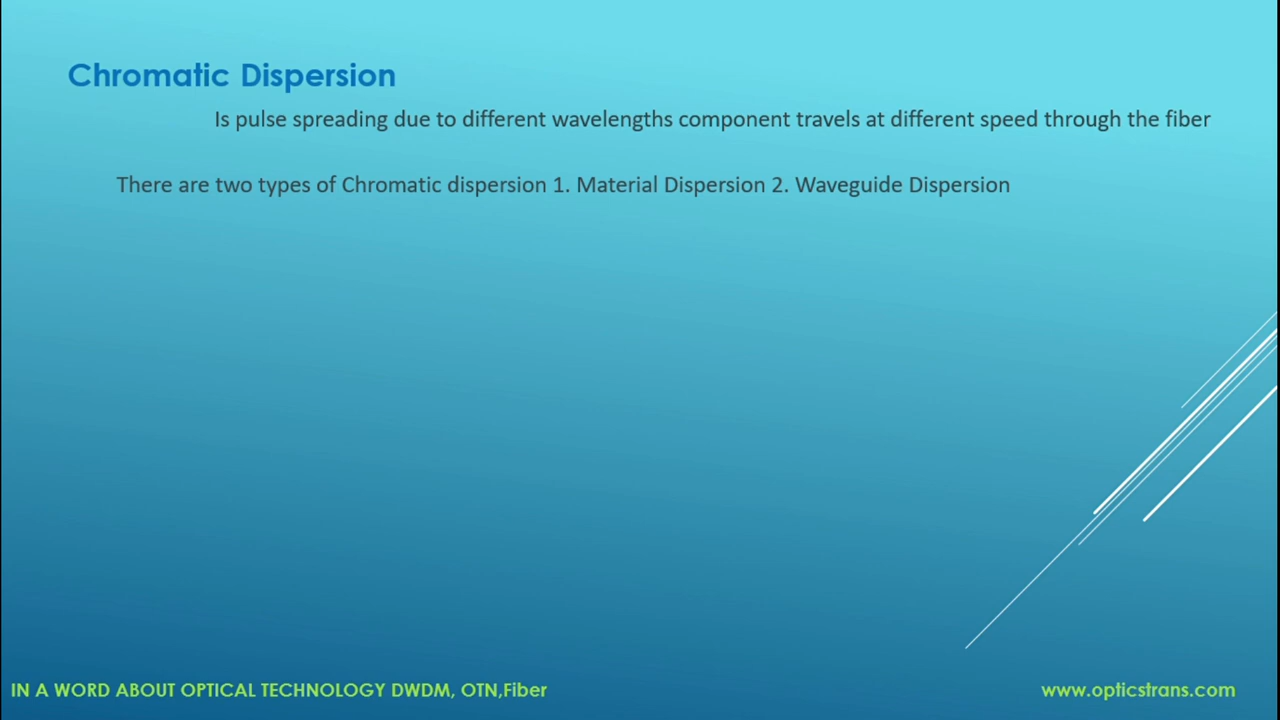 Chromatic Dispersion
Is pulse spreading due to different wavelengths component travels at different speed through the fiber
There are two types of Chromatic dispersion 1. Material Dispersion 2. Waveguide Dispersion
IN A WORD ABOUT OPTICAL TECHNOLOGY DWDM, OTN,Fiber
www.opticstrans.com